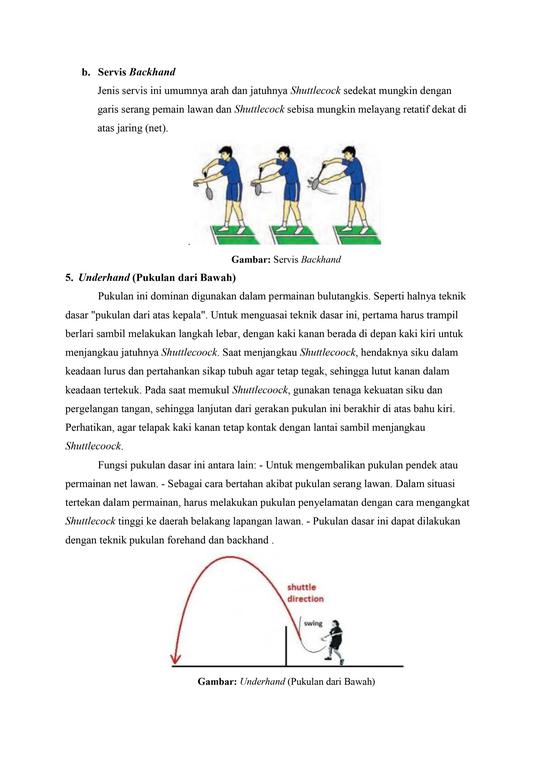 b. Servis Backhand
Jenis servis ini umumnya arah dan jatuhnya Shuttlecock sedekat mungkin dengan
garis serang pemain lawan dan Shuttlecock sebisa mungkin melayang retatif dekat di
atas jaring (net).
.
Gambar: Servis Backhand
5. Underhand (Pukulan dari Bawah)
Pukulan ini dominan digunakan dalam permainan bulutangkis. Seperti halnya teknik
dasar "pukulan dari atas kepala". Untuk menguasai teknik dasar ini, pertama harus trampil
berlari sambil melakukan langkah lebar, dengan kaki kanan berada di depan kaki kiri untuk
menjangkau jatuhnya Shuttlecoock. Saat menjangkau Shuttlecoock, hendaknya siku dalam
keadaan lurus dan pertahankan sikap tubuh agar tetap tegak, sehingga lutut kanan dalam
keadaan tertekuk. Pada saat memukul Shuttlecoock, gunakan tenaga kekuatan siku dan
pergelangan tangan, sehingga lanjutan dari gerakan pukulan ini berakhir di atas bahu kiri.
Perhatikan, agar telapak kaki kanan tetap kontak dengan lantai sambil menjangkau
Shuttlecoock.
Fungsi pukulan dasar ini antara lain: - Untuk mengembalikan pukulan pendek atau
permainan net lawan. - Sebagai cara bertahan akibat pukulan serang lawan. Dalam situasi
tertekan dalam permainan, harus melakukan pukulan penyelamatan dengan cara mengangkat
Shuttlecock tinggi ke daerah belakang lapangan lawan. - Pukulan dasar ini dapat dilakukan
dengan teknik pukulan forehand dan backhand .
shuttle
direction
swing
Gambar: Underhand (Pukulan dari Bawah)